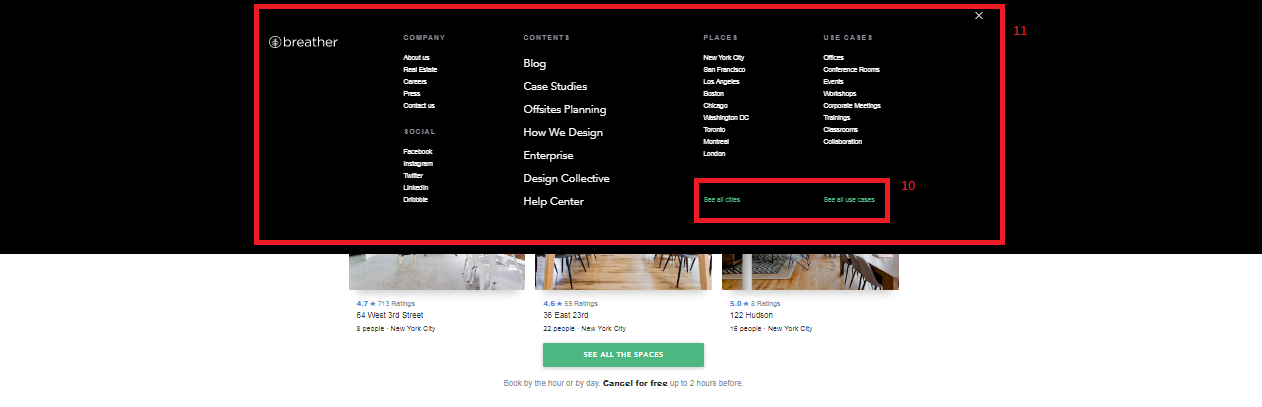 11
breather
COMPANY
About us
Real Estate
Careers
Press
Contact us
SOCIAL
Facebook
Instagram
Twitter
LinkedIn
Dribbble
CONTENTS
Blog
Case Studies
Offsites Planning
How We Design
Enterprise
Design Collective
Help Center
PLACES
New York City
San Francisco
Los Angeles
Boston
Chicago
Washington DC
Toronto
Montreal
London
See all cities
USE CASES
Offices
Conference Rooms
Events
Workshops
Corporate Meetings
Trainings
Classrooms
Collaboration
See all use cases
10
4.7 ★ 713 Ratings
64 West 3rd Street
8 people · New York City
4.6 ★ 59 Ratings
36 East 23rd
22 people · New York City
5.0 ★ 8 Ratings
122 Hudson
16 people · New York City
SEE ALL THE SPACES
Book by the hour or by day. Cancel for free up to 2 hours before.